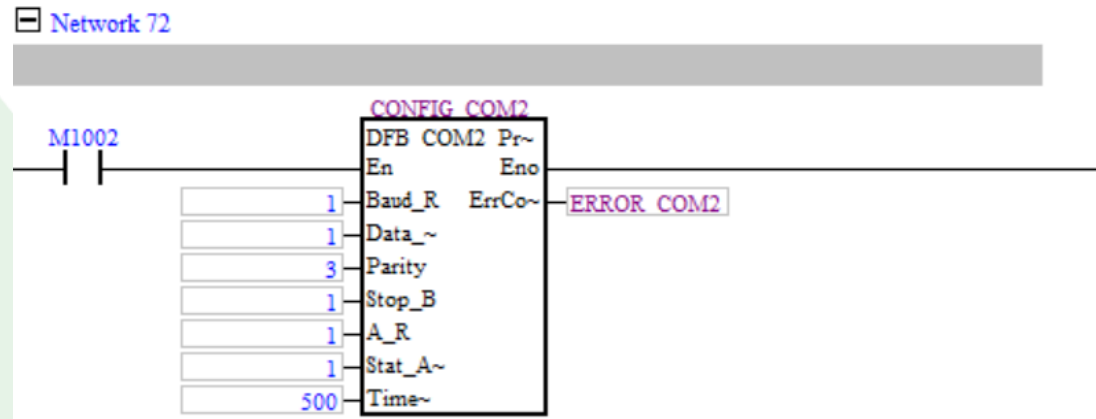 Network 72
CONFIG_COM2
M1002
DFB_COM2_Pr~
En Eno
1 Baud_R ErrCo~ ERROR_COM2
1 Data_~
3 Parity
1 Stop_B
1 A_R
1 Stat_A~
500 Time~